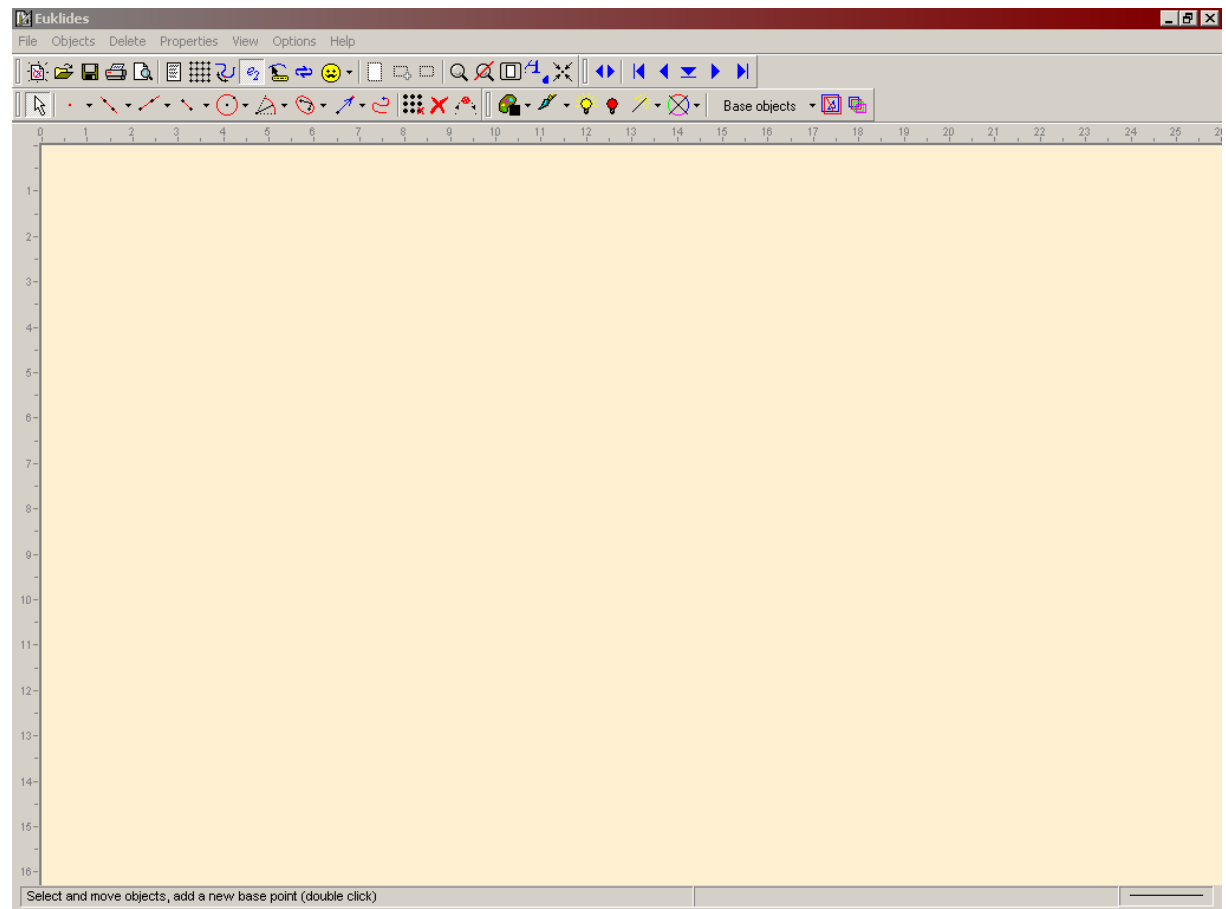 Euklides
File Objects Delete Properties View Options Help
e2
Base objects
0 1 2 3 4 5 6 7 8 9 10 11 12 13 14 15 16 17 18 19 20 21 22 23 24 25
1
2
3
4
5
6
7
8
9
10
11
12
13
14
15
16
Select and move objects, add a new base point (double click)